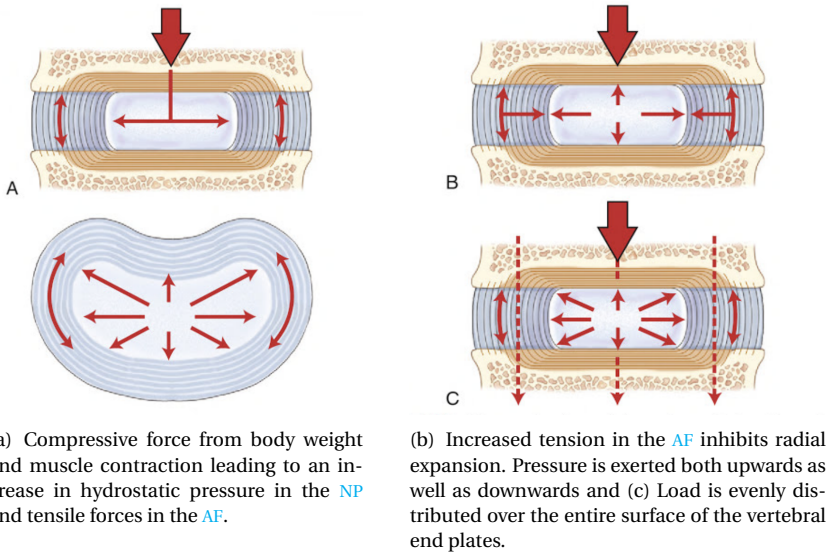 A
B
C
a) Compressive force from body weight
nd muscle contraction leading to an in-
rease in hydrostatic pressure in the NP
nd tensile forces in the AF.
(b) Increased tension in the AF inhibits radial
expansion. Pressure is exerted both upwards as
well as downwards and (c) Load is evenly dis-
tributed over the entire surface of the vertebral
end plates.